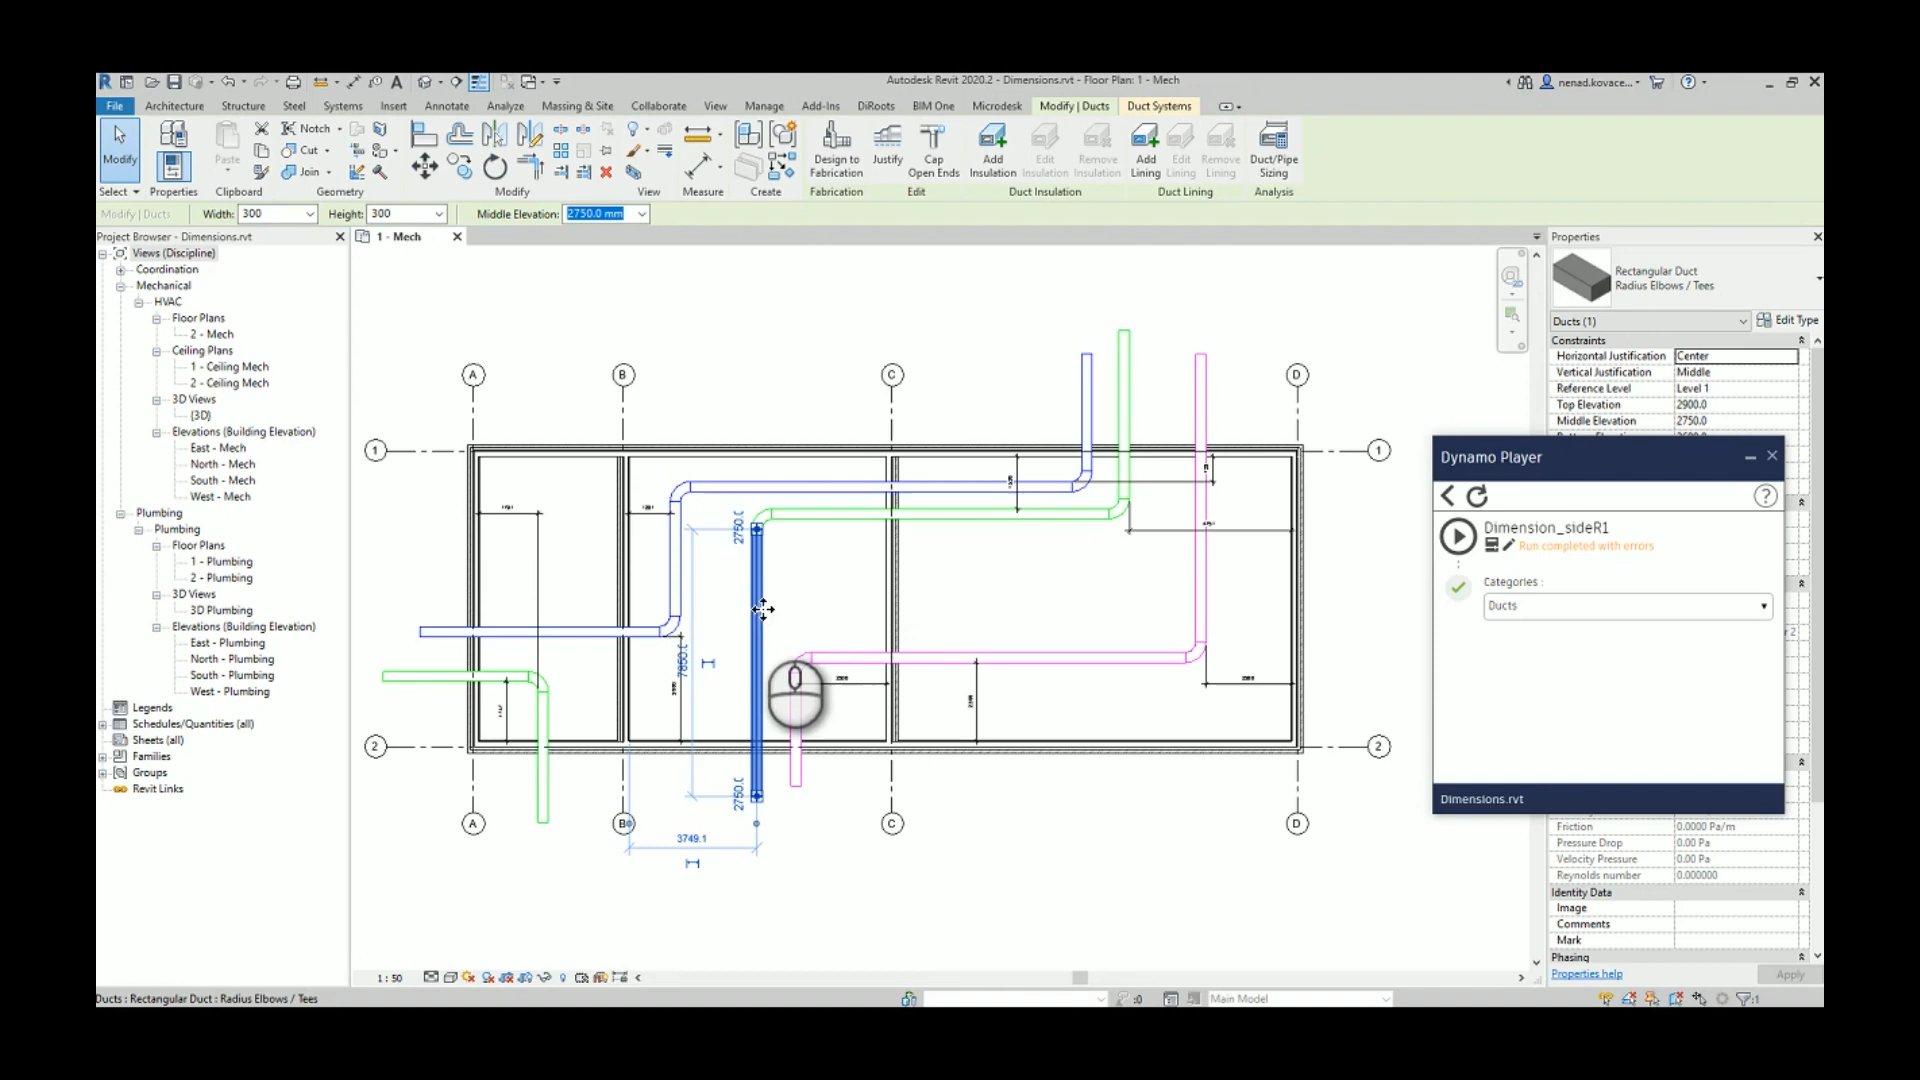 Autodesk Revit 2020.2 - Dimensions.rvt - Floor Plan: 1 - Mech
nenad.kovace...
File Architecture Structure Steel Systems Insert Annotate Analyze Massing & Site Collaborate View Manage Add-Ins DiRoots BIM One Microdesk Modify | Ducts Duct Systems
Modify
Paste
Notch
Cut
Join
Design to Fabrication
Justify
Cap Open Ends
Add Insulation
Edit Insulation
Remove Insulation
Add Lining
Edit Lining
Remove Lining
Duct/Pipe Sizing
Select Properties Clipboard Geometry Modify View Measure Create Fabrication Edit Duct Insulation Duct Lining Analysis
Modify | Ducts Width: 300 Height: 300 Middle Elevation: 2750.0 mm
Project Browser - Dimensions.rvt
Views (Discipline)
Coordination
Mechanical
HVAC
Floor Plans
2 - Mech
Ceiling Plans
1 - Ceiling Mech
2 - Ceiling Mech
3D Views
{3D}
Elevations (Building Elevation)
East - Mech
North - Mech
South - Mech
West - Mech
Plumbing
Plumbing
Floor Plans
1 - Plumbing
2 - Plumbing
3D Views
3D Plumbing
Elevations (Building Elevation)
East - Plumbing
North - Plumbing
South - Plumbing
West - Plumbing
Legends
Schedules/Quantities (all)
Sheets (all)
Families
Groups
Revit Links
1 - Mech
A B C D
1 1
2 2
A B C D
2750.0
7850.0
2750.0
3749.1
1 : 50
Properties
Rectangular Duct
Radius Elbows / Tees
Ducts (1) Edit Type
Constraints
Horizontal Justification Center
Vertical Justification Middle
Reference Level Level 1
Top Elevation 2900.0
Middle Elevation 2750.0
Dynamo Player
Dimension_sideR1
Run completed with errors
Categories :
Ducts
Dimensions.rvt
Friction 0.0000 Pa/m
Pressure Drop 0.00 Pa
Velocity Pressure 0.00 Pa
Reynolds number 0.000000
Identity Data
Image
Comments
Mark
Phasing
Properties help Apply
Ducts : Rectangular Duct : Radius Elbows / Tees
:0
Main Model
:1